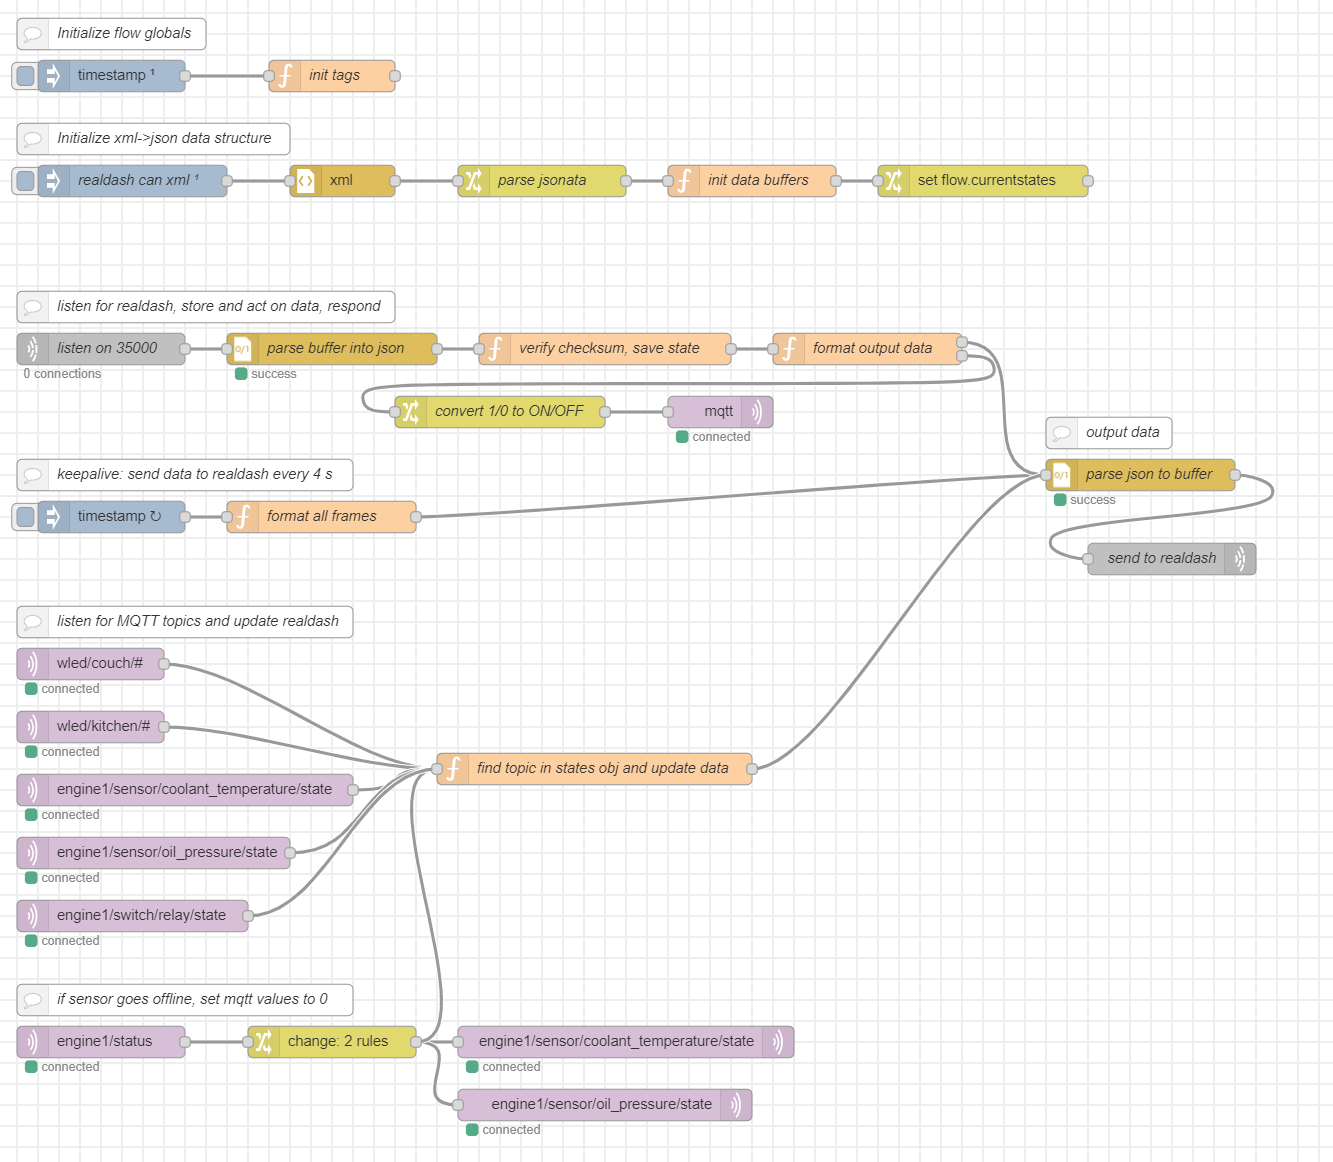 Initialize flow globals
timestamp ¹
init tags
Initialize xml->json data structure
realdash can xml ¹
xml
parse jsonata
init data buffers
set flow.currentstates
listen for realdash, store and act on data, respond
listen on 35000
0 connections
parse buffer into json
success
verify checksum, save state
format output data
convert 1/0 to ON/OFF
mqtt
connected
output data
keepalive: send data to realdash every 4 s
timestamp ↻
format all frames
parse json to buffer
success
send to realdash
listen for MQTT topics and update realdash
wled/couch/#
connected
wled/kitchen/#
connected
find topic in states obj and update data
engine1/sensor/coolant_temperature/state
connected
engine1/sensor/oil_pressure/state
connected
engine1/switch/relay/state
connected
if sensor goes offline, set mqtt values to 0
engine1/status
connected
change: 2 rules
engine1/sensor/coolant_temperature/state
connected
engine1/sensor/oil_pressure/state
connected